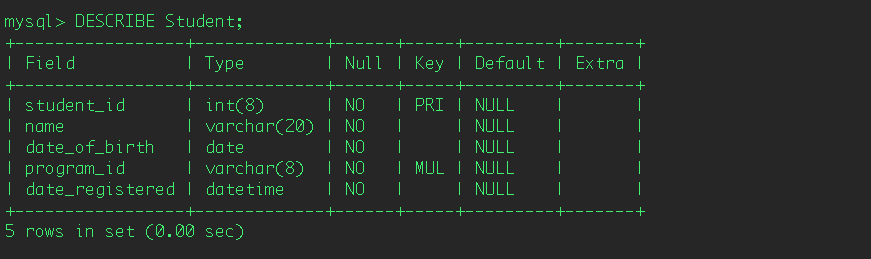 mysql> DESCRIBE Student;
+-----------------+-------------+------+-----+---------+-------+
| Field           | Type        | Null | Key | Default | Extra |
+-----------------+-------------+------+-----+---------+-------+
| student_id      | int(8)      | NO   | PRI | NULL    |       |
| name            | varchar(20) | NO   |     | NULL    |       |
| date_of_birth   | date        | NO   |     | NULL    |       |
| program_id      | varchar(8)  | NO   | MUL | NULL    |       |
| date_registered | datetime    | NO   |     | NULL    |       |
+-----------------+-------------+------+-----+---------+-------+
5 rows in set (0.00 sec)